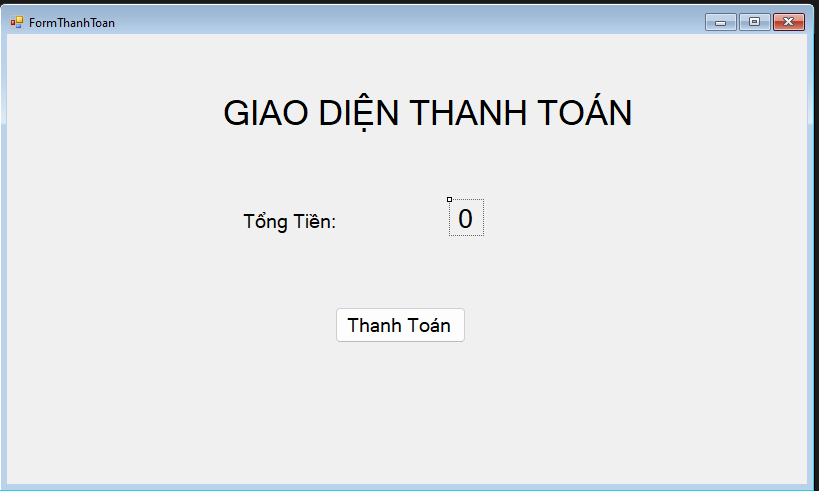 FormThanhToan
GIAO DIỆN THANH TOÁN
Tổng Tiền: 0
Thanh Toán